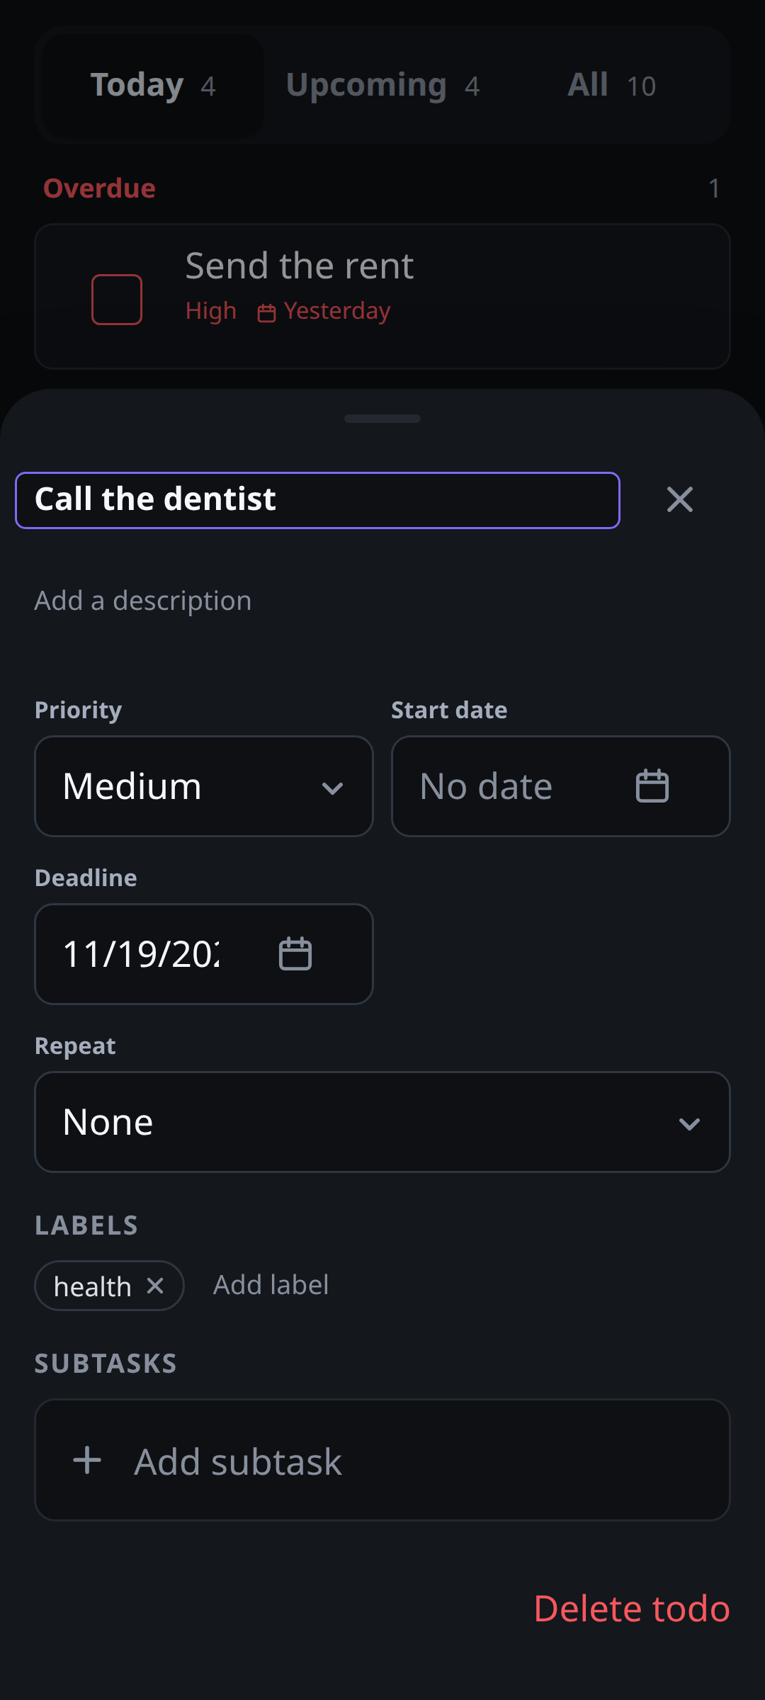 Today 4 Upcoming 4 All 10
Overdue 1
Send the rent
High Yesterday
Call the dentist
Add a description
Priority Start date
Medium No date
Deadline
11/19/202
Repeat
None
LABELS
health Add label
SUBTASKS
Add subtask
Delete todo